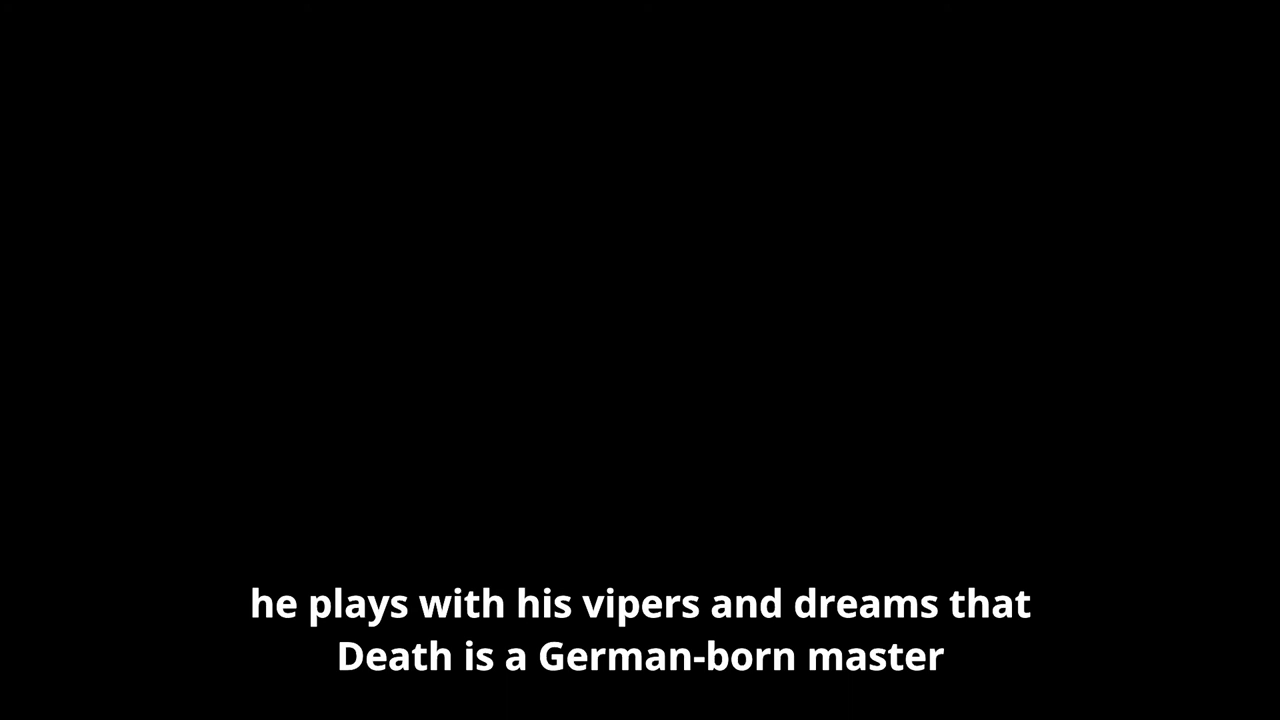 he plays with his vipers and dreams that
Death is a German-born master